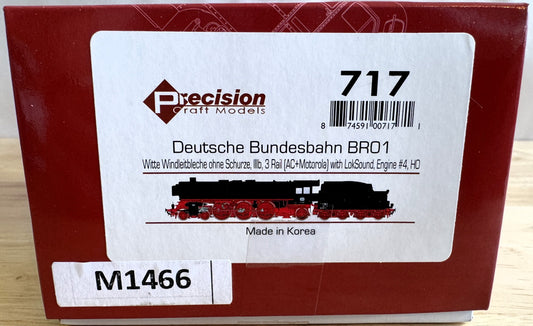 Precision
Craft Models
717
8 74591 00717 1
Deutsche Bundesbahn BR01
Witte Windleitbleche ohne Schurze, IIIb, 3 Rail (AC+Motorola) with LokSound, Engine #4, HO
Made in Korea
M1466